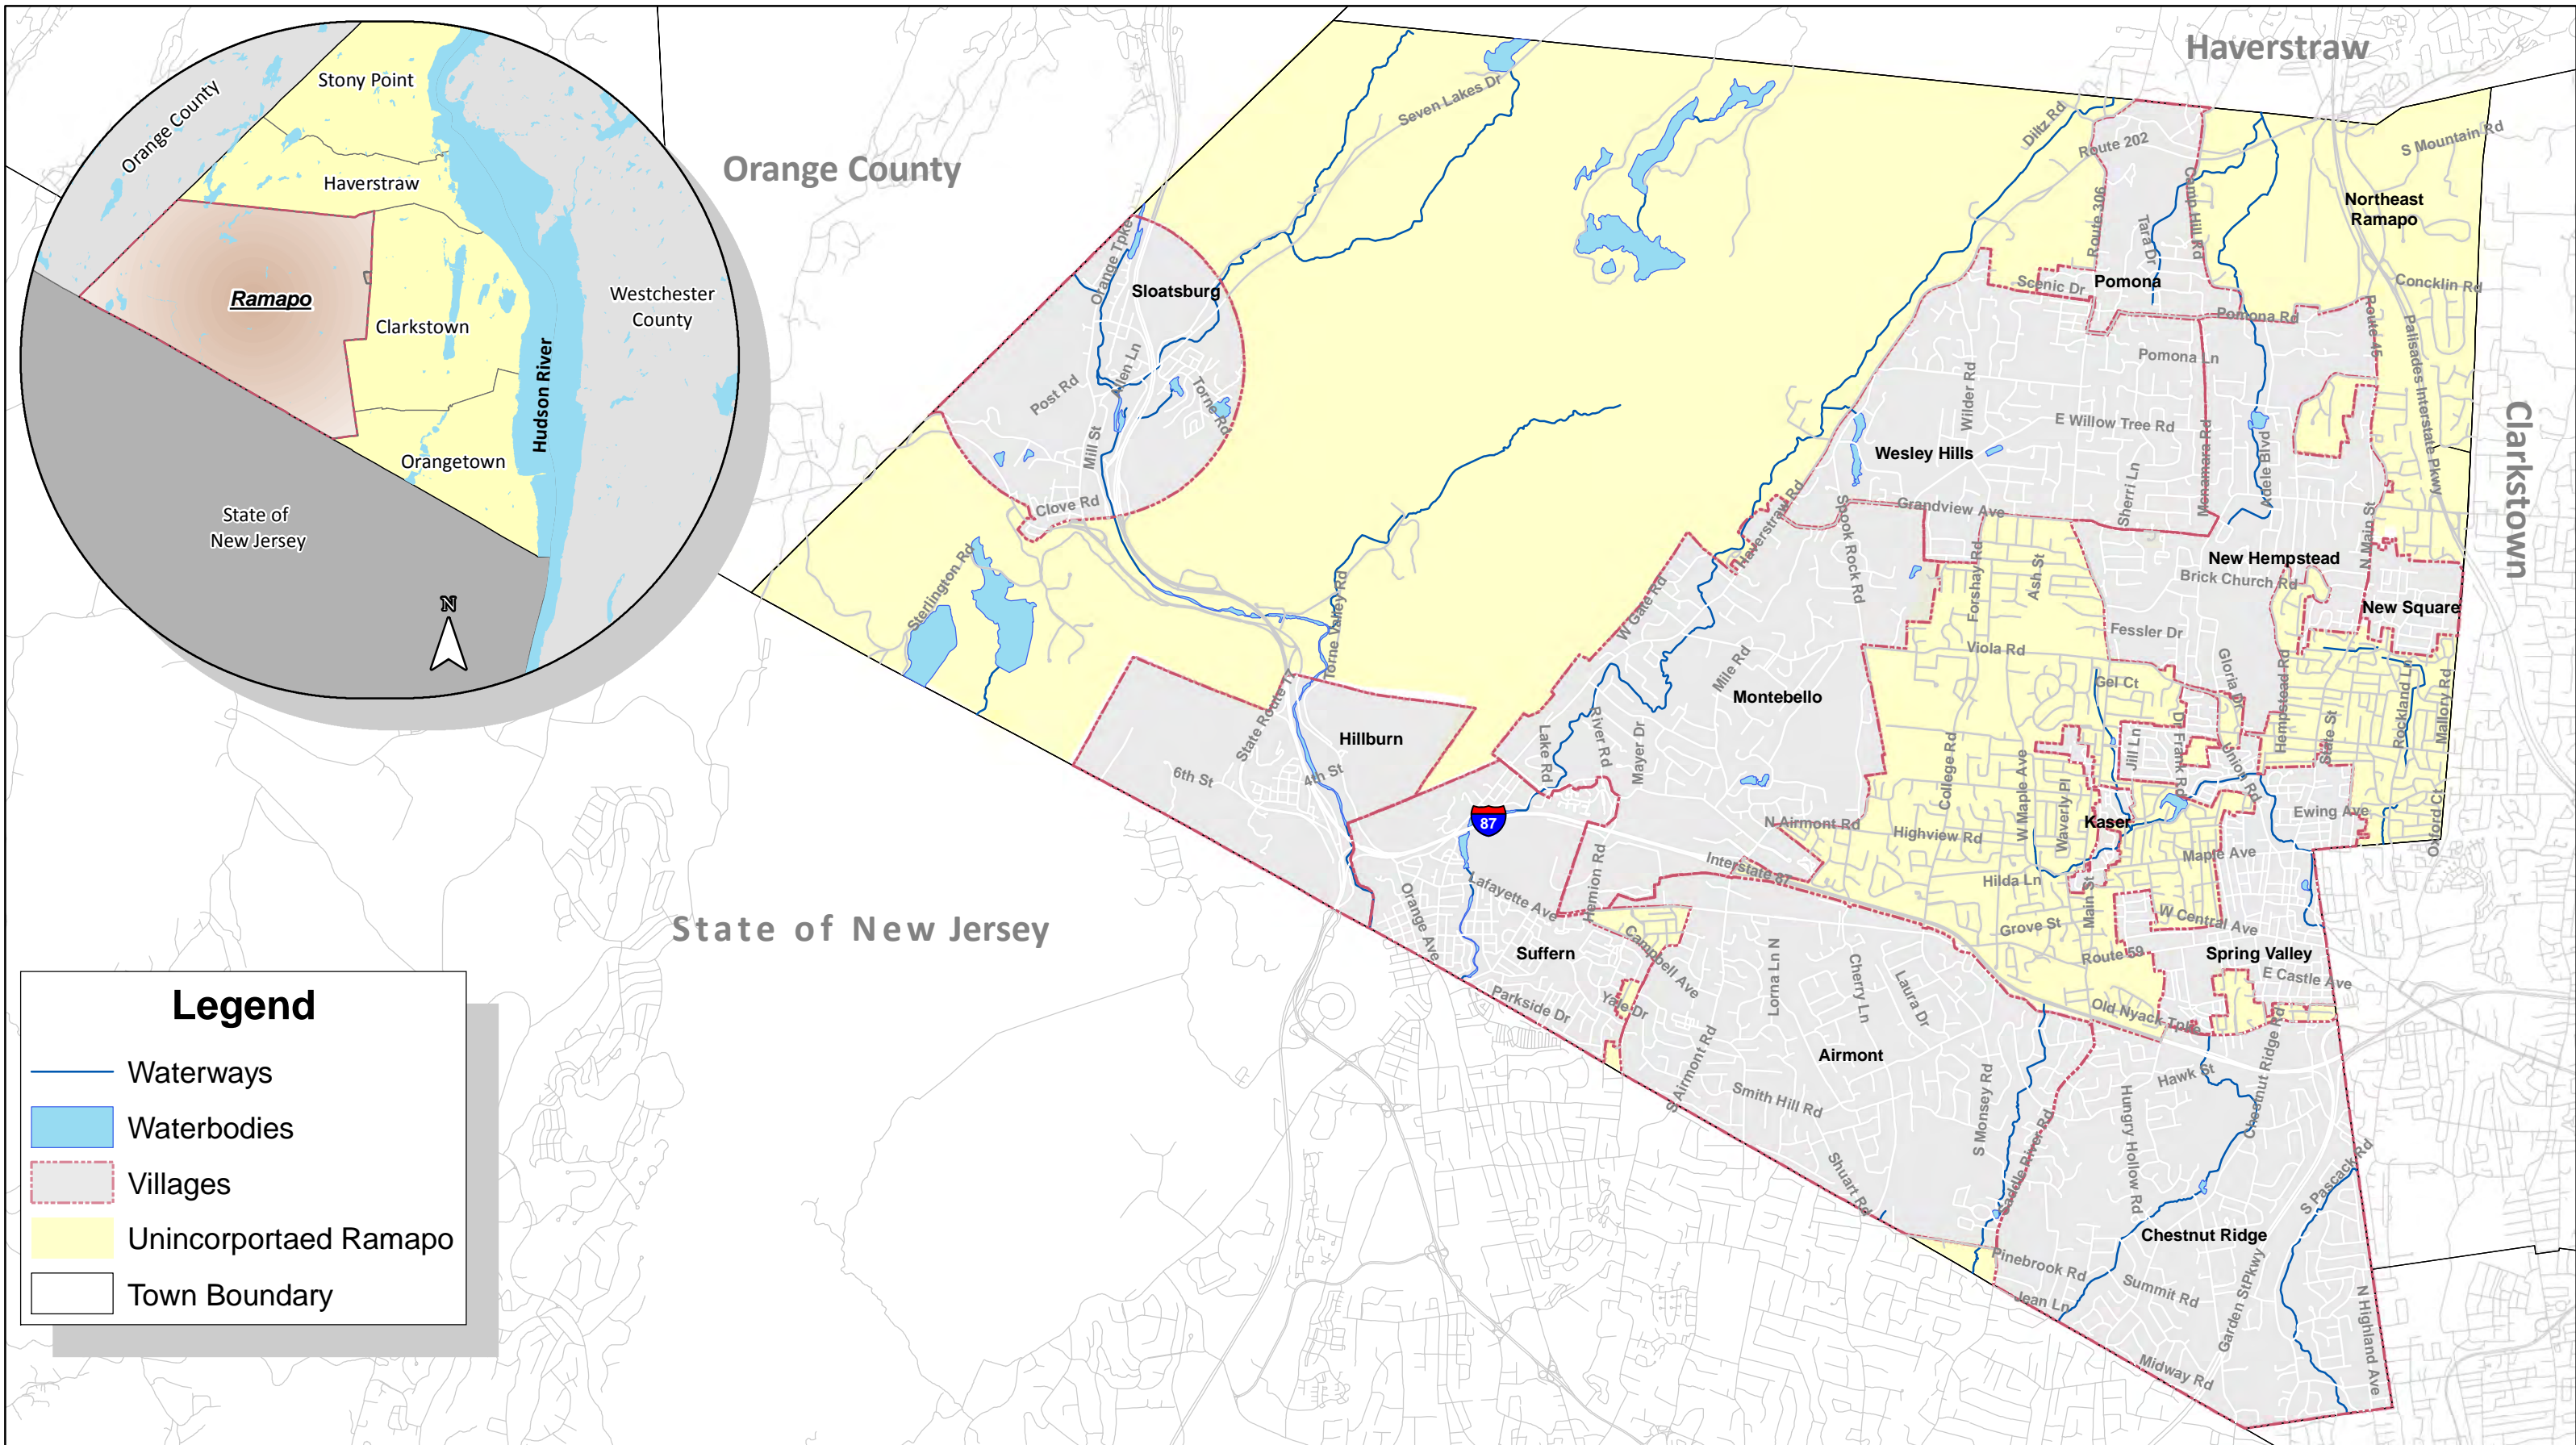 Stony Point
Orange County
Haverstraw
Ramapo
Clarkstown
Westchester
County
Hudson River
Orangetown
State of
New Jersey
N
Legend
Waterways
Waterbodies
Villages
Unincorportaed Ramapo
Town Boundary
Haverstraw
Orange County
Clarkstown
State of New Jersey
Seven Lakes Dr
Diltz Rd
Route 202
S Mountain Rd
Northeast
Ramapo
Route 306
Camp Hill Rd
Tara Dr
Orange Tpke
Sloatsburg
Scenic Dr
Pomona
Concklin Rd
Pomona Rd
Route 45
Palisades Interstate Pkwy
Pomona Ln
Post Rd
Allen Ln
Torne Rd
Wilder Rd
E Willow Tree Rd
Mcnamara Rd
Adele Blvd
Mill St
Wesley Hills
Sherri Ln
Clove Rd
Haverstraw Rd
Spook Rock Rd
Grandview Ave
N Main St
New Hempstead
Brick Church Rd
Forshay Rd
Ash St
New Square
Sterlington Rd
Torne Valley Rd
W Gate Rd
Fessler Dr
Viola Rd
Mile Rd
Gel Ct
Gloria Dr
Hempstead Rd
Rockland Ln
Mallory Rd
Montebello
State Route 17
Hillburn
Lake Rd
River Rd
Mayer Dr
College Rd
W Maple Ave
Waverly Pl
Jill Ln
Dr Frank Rd
Union Rd
State St
6th St
4th St
87
N Airmont Rd
Highview Rd
Kaser
Ewing Ave
Oxford Ct
Maple Ave
Interstate 87
Hemion Rd
Lafayette Ave
Orange Ave
Hilda Ln
Main St
Grove St
W Central Ave
Route 59
Spring Valley
E Castle Ave
Suffern
Campbell Ave
Lorna Ln N
Cherry Ln
Laura Dr
Parkside Dr
Yale Dr
Old Nyack Tpke
Airmont
S Airmont Rd
Smith Hill Rd
S Monsey Rd
Saddle River Rd
Hawk St
Hungry Hollow Rd
Chestnut Ridge Rd
Shuart Rd
S Pascack Rd
Chestnut Ridge
Pinebrook Rd
Jean Ln
Summit Rd
Garden StPkwy
Midway Rd
N Highland Ave